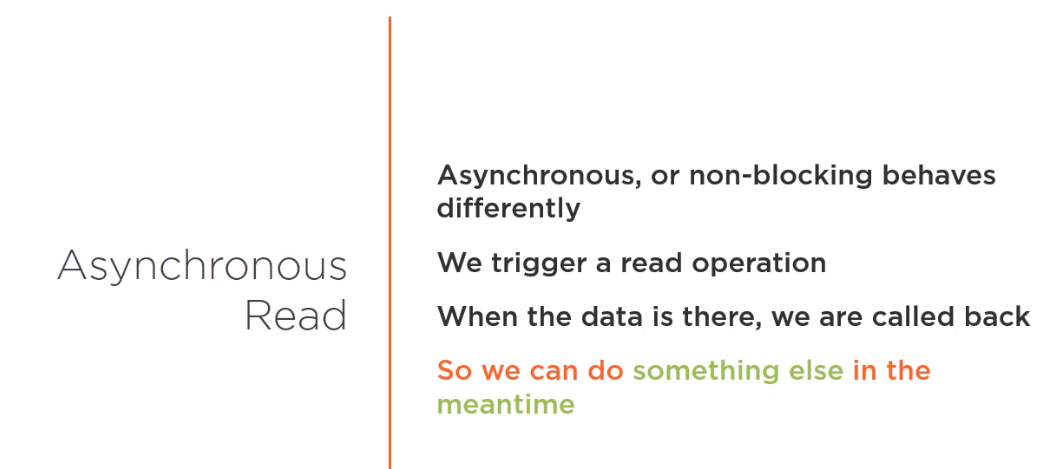 Asynchronous
Read
Asynchronous, or non-blocking behaves
differently
We trigger a read operation
When the data is there, we are called back
So we can do something else in the
meantime